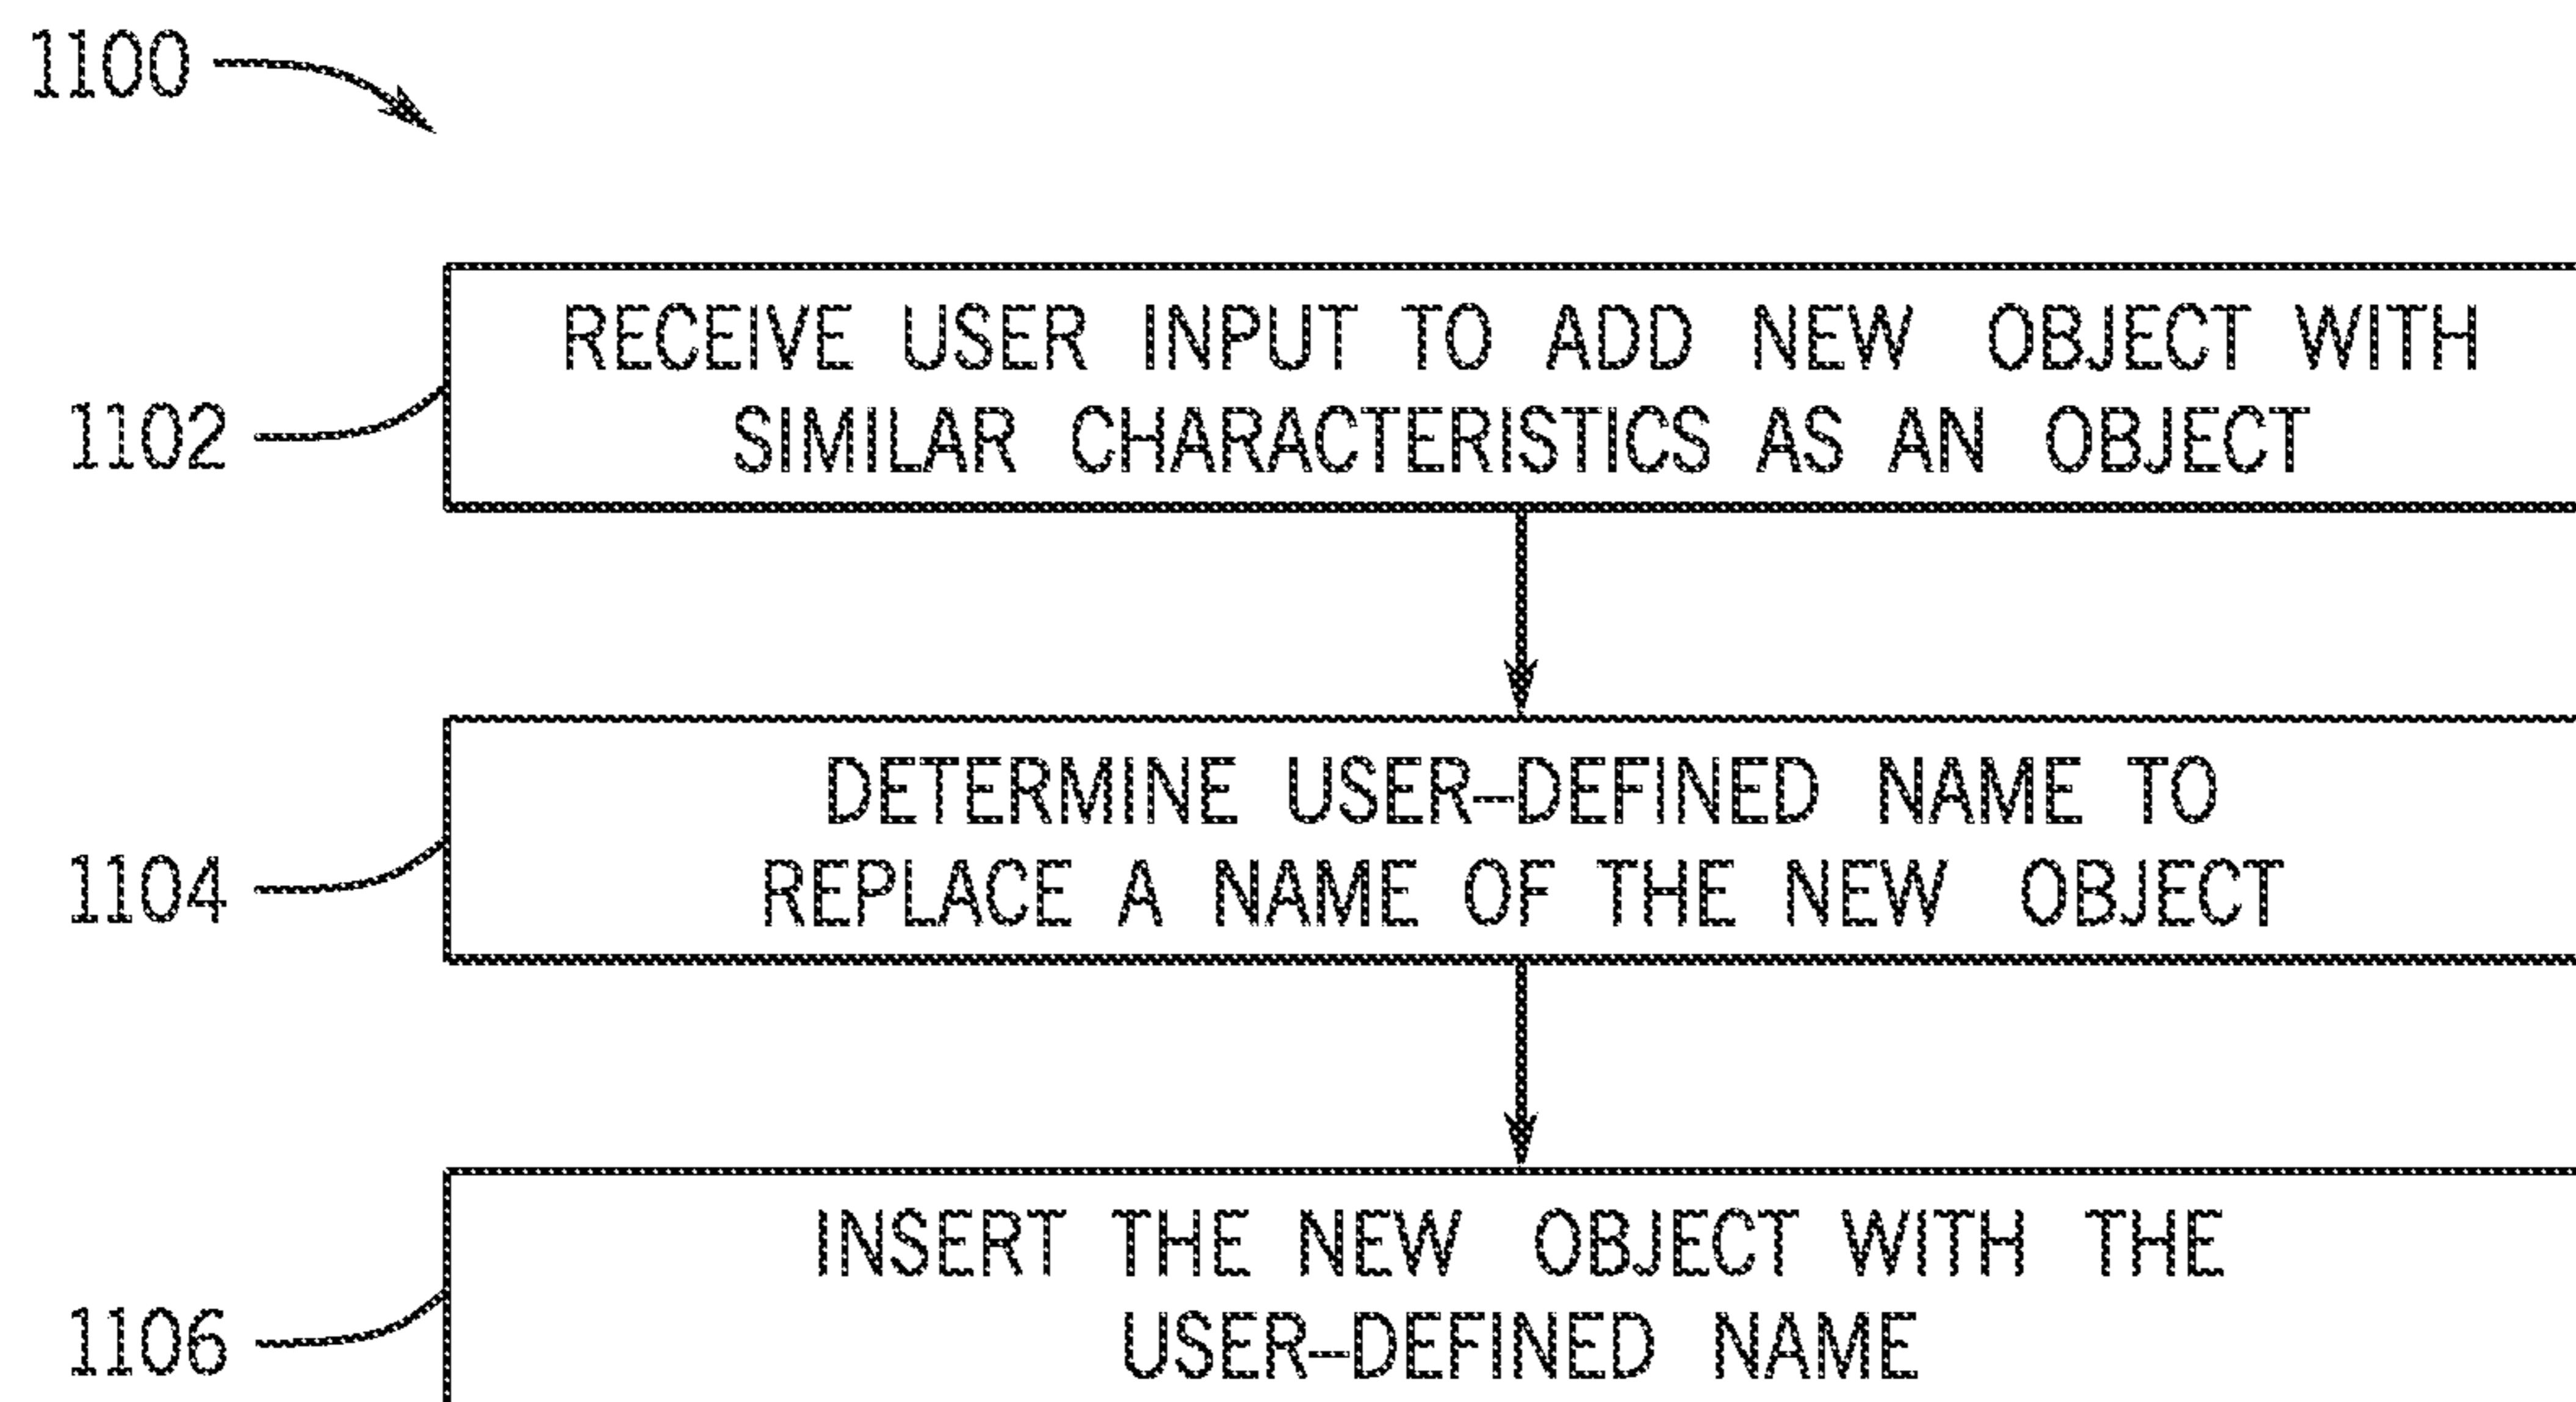 1100
RECEIVE USER INPUT TO ADD NEW OBJECT WITH
SIMILAR CHARACTERISTICS AS AN OBJECT
1102
DETERMINE USER-DEFINED NAME TO
REPLACE A NAME OF THE NEW OBJECT
1104
INSERT THE NEW OBJECT WITH THE
USER-DEFINED NAME
1106